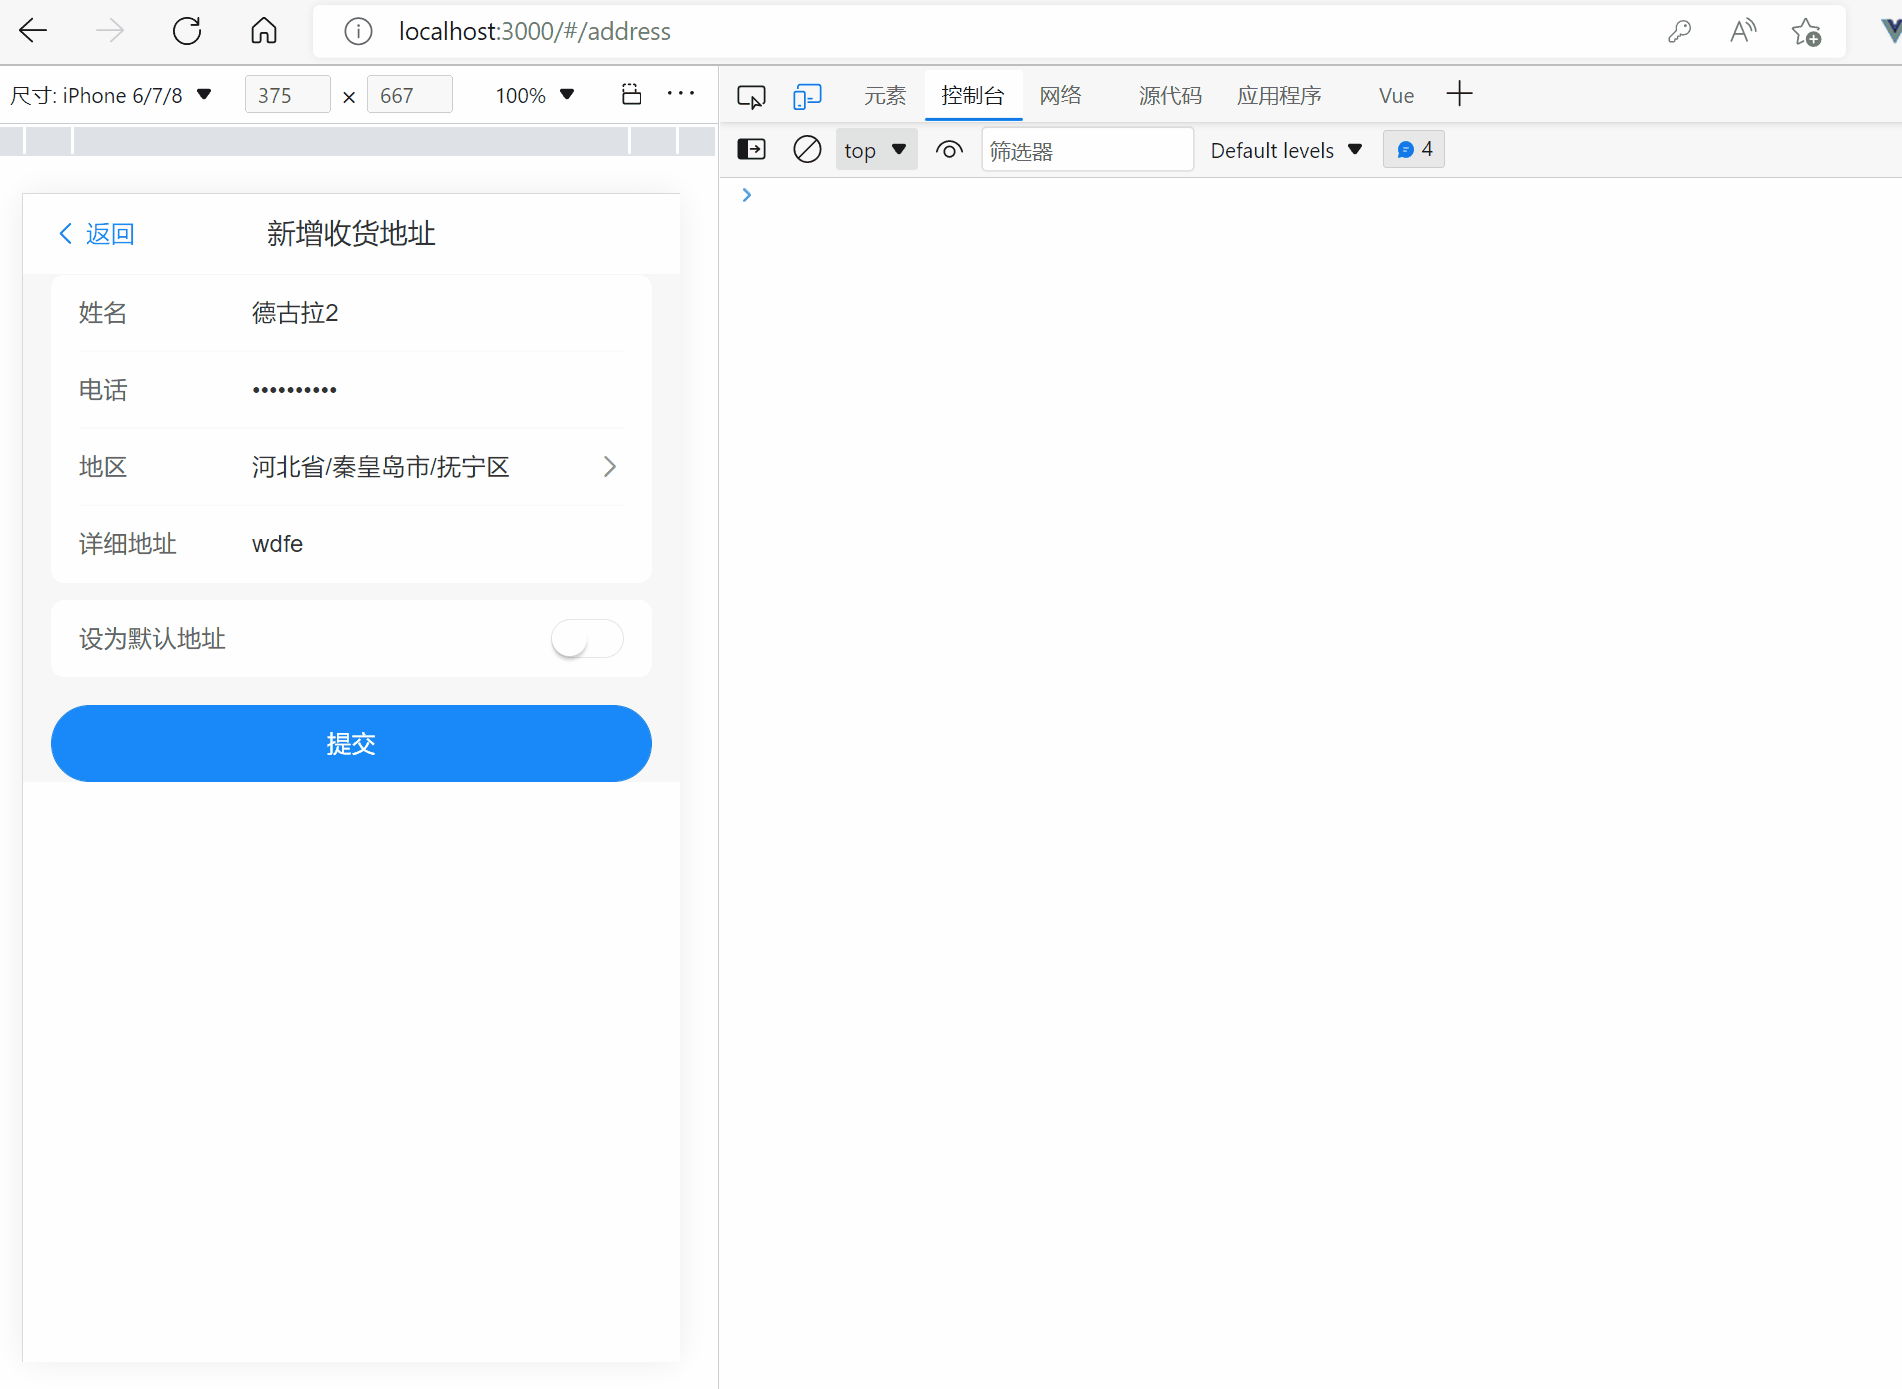 localhost:3000/#/address
尺寸: iPhone 6/7/8 375 × 667 100%
元素 控制台 网络 源代码 应用程序 Vue
top 筛选器 Default levels 4
返回 新增收货地址
姓名 德古拉2
电话 ••••••••••
地区 河北省/秦皇岛市/抚宁区
详细地址 wdfe
设为默认地址
提交